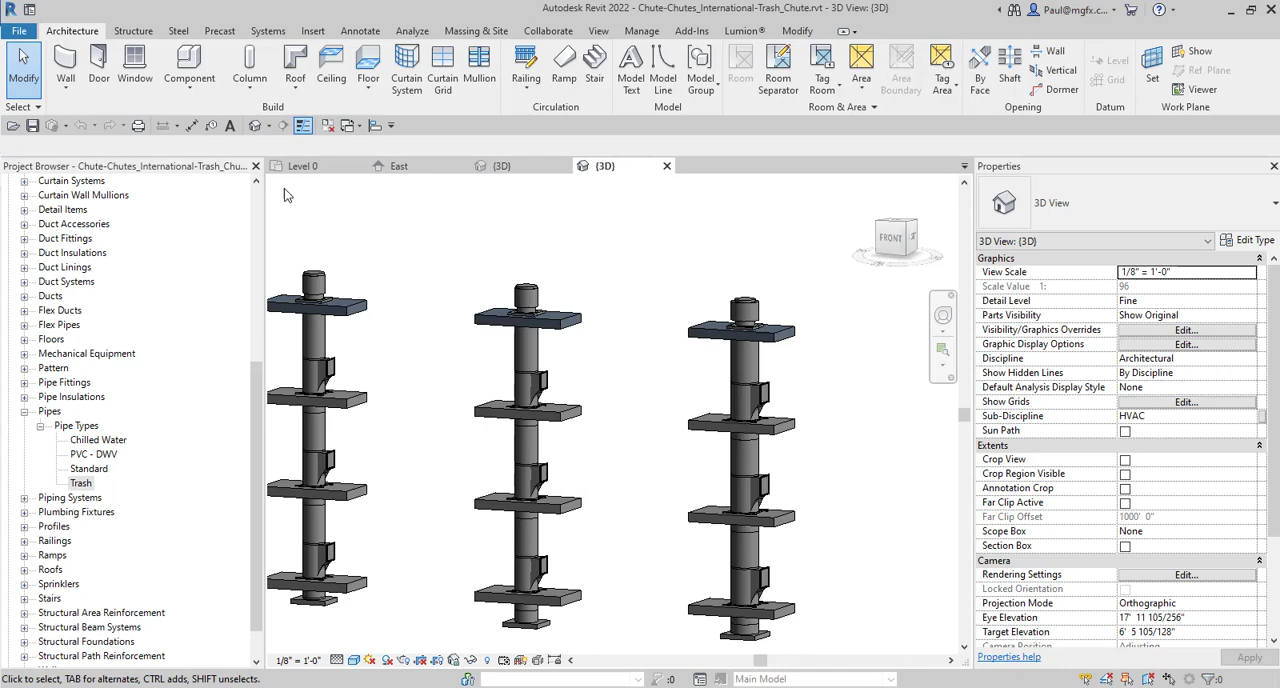 Autodesk Revit 2022 - Chute-Chutes_International-Trash_Chute.rvt - 3D View: {3D}
Paul@mgfx.c...
File Architecture Structure Steel Precast Systems Insert Annotate Analyze Massing & Site Collaborate View Manage Add-Ins Lumion® Modify
Modify Wall Door Window Component Column Roof Ceiling Floor Curtain System Curtain Grid Mullion Railing Ramp Stair Model Text Model Line Model Group Room Room Separator Tag Room Area Area Boundary Tag Area By Face Shaft Wall Vertical Dormer Level Grid Set Show Ref Plane Viewer
Select Build Circulation Model Room & Area Opening Datum Work Plane
Project Browser - Chute-Chutes_International-Trash_Chu...
Level 0 East {3D} {3D}
Curtain Systems
Curtain Wall Mullions
Detail Items
Duct Accessories
Duct Fittings
Duct Insulations
Duct Linings
Duct Systems
Ducts
Flex Ducts
Flex Pipes
Floors
Mechanical Equipment
Pattern
Pipe Fittings
Pipe Insulations
Pipes
Pipe Types
Chilled Water
PVC - DWV
Standard
Trash
Piping Systems
Plumbing Fixtures
Profiles
Railings
Ramps
Roofs
Sprinklers
Stairs
Structural Area Reinforcement
Structural Beam Systems
Structural Foundations
Structural Path Reinforcement
FRONT
1/8" = 1'-0"
Properties
3D View
3D View: {3D} Edit Type
Graphics
View Scale 1/8" = 1'-0"
Scale Value 1: 96
Detail Level Fine
Parts Visibility Show Original
Visibility/Graphics Overrides Edit...
Graphic Display Options Edit...
Discipline Architectural
Show Hidden Lines By Discipline
Default Analysis Display Style None
Show Grids Edit...
Sub-Discipline HVAC
Sun Path
Extents
Crop View
Crop Region Visible
Annotation Crop
Far Clip Active
Far Clip Offset 1000' 0"
Scope Box None
Section Box
Camera
Rendering Settings Edit...
Locked Orientation
Projection Mode Orthographic
Eye Elevation 17' 11 105/256"
Target Elevation 6' 5 105/128"
Properties help Apply
Click to select, TAB for alternates, CTRL adds, SHIFT unselects. :0 Main Model :0